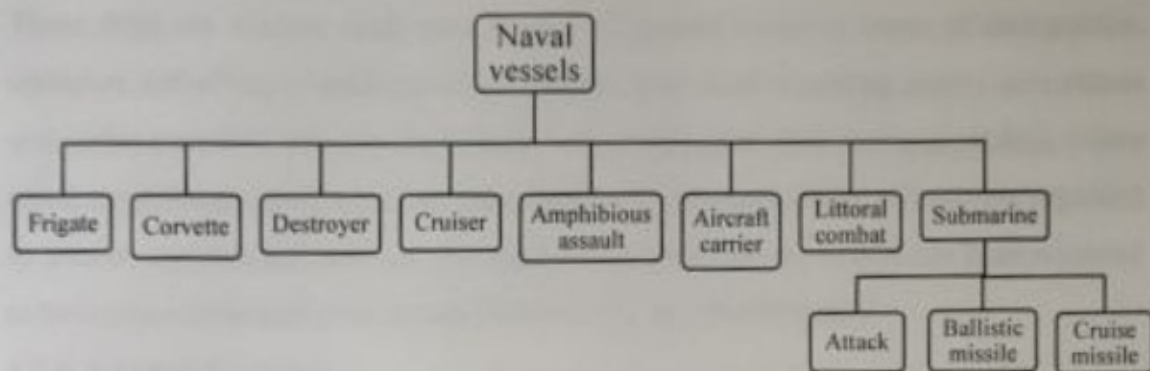 Naval
vessels
Frigate
Corvette
Destroyer
Cruiser
Amphibious
assault
Aircraft
carrier
Littoral
combat
Submarine
Attack
Ballistic
missile
Cruise
missile